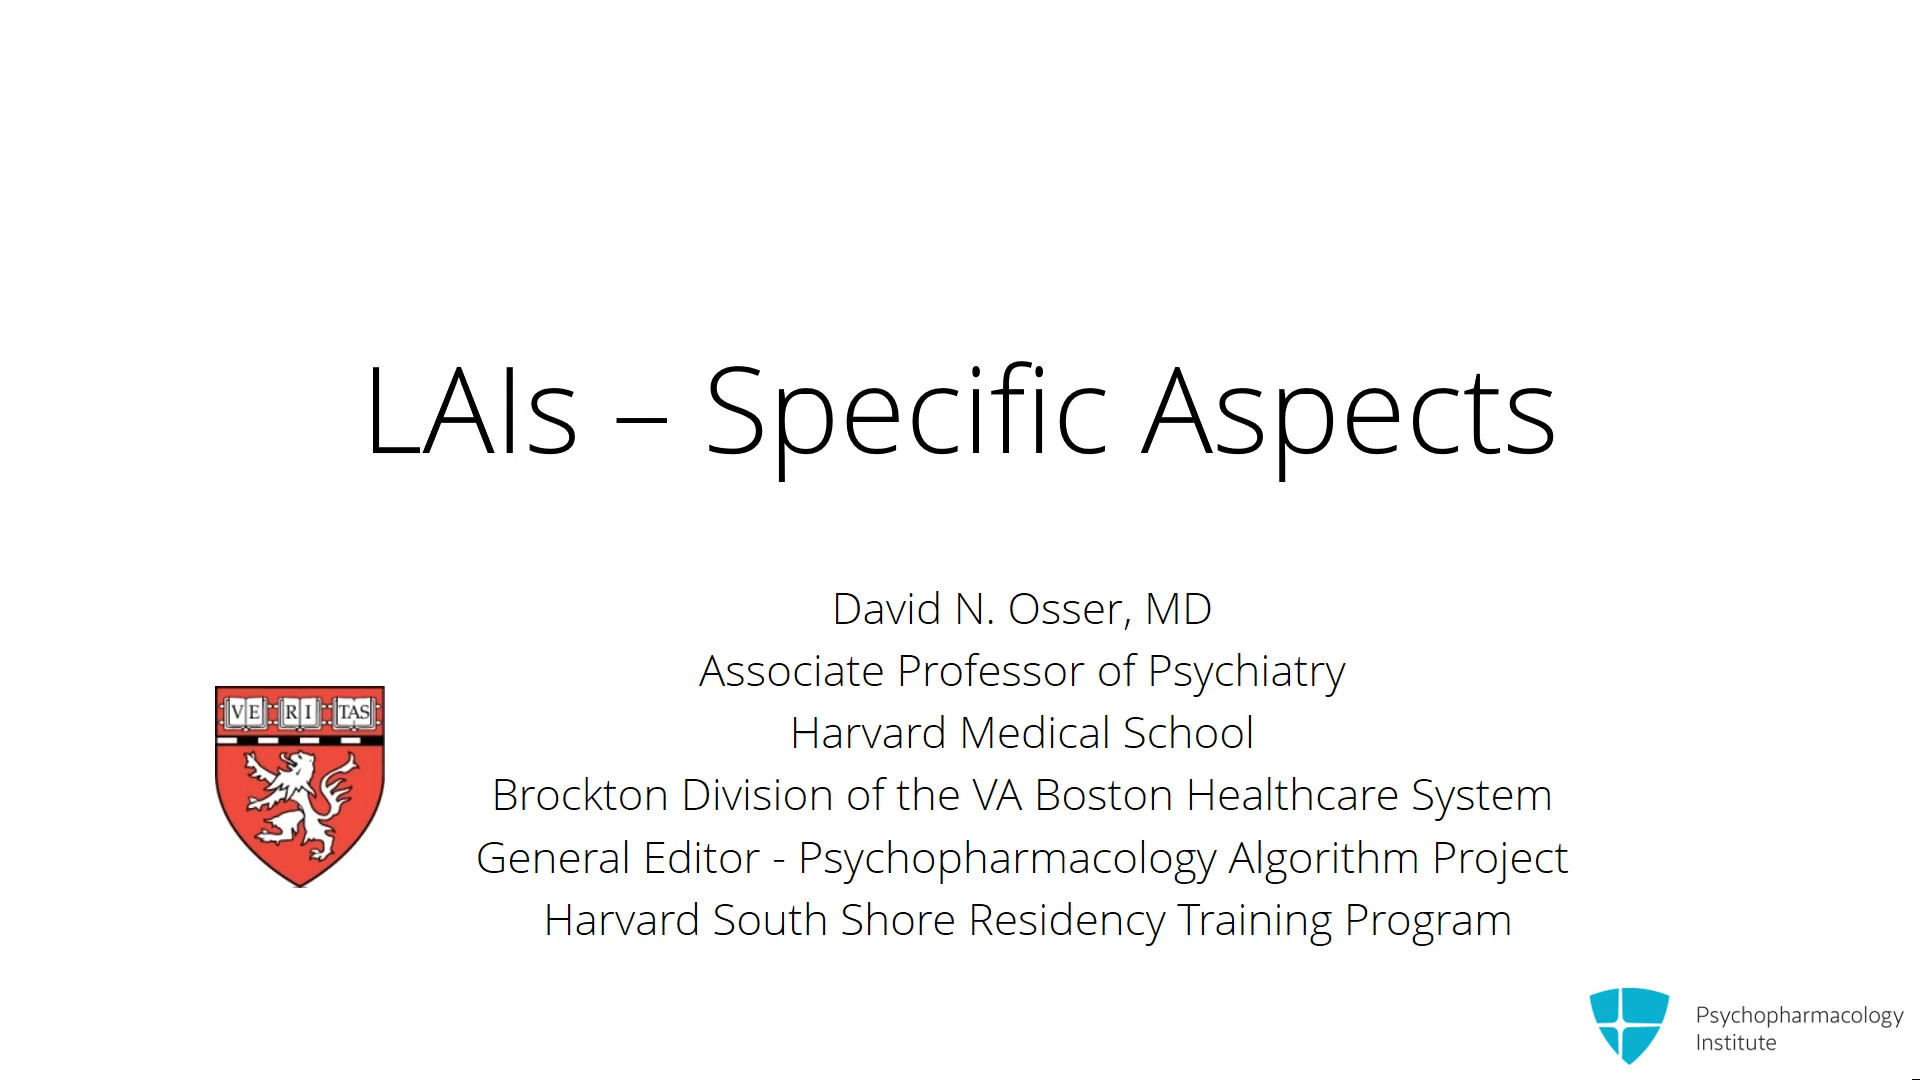 LAIs – Specific Aspects
David N. Osser, MD
Associate Professor of Psychiatry
Harvard Medical School
Brockton Division of the VA Boston Healthcare System
General Editor - Psychopharmacology Algorithm Project
Harvard South Shore Residency Training Program
VE RI TAS
Psychopharmacology
Institute